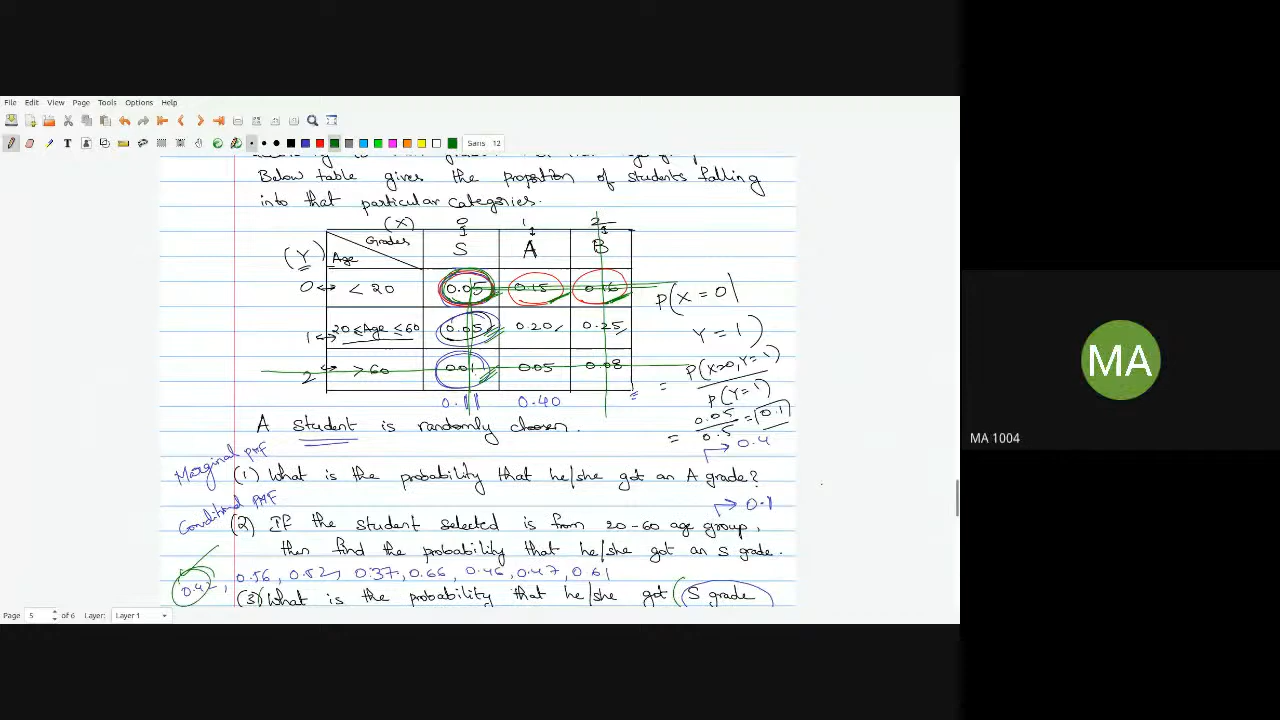 File Edit View Page Tools Options Help
Sans 12
Below table gives the proportion of students falling
into that particular categories.
(X) 0 1 2
(Y) Grades Age S A B
0 ↔ < 20 0.05 0.15 0.16
1 ↔ 20 ≤ Age ≤ 60 0.05 0.20 0.25
2 ↔ > 60 0.01 0.05 0.08
0.11 0.40
P(X = 0|
Y = 1)
= P(X=0, Y=1)
P(Y=1)
= 0.05 = 0.1
0.5
A student is randomly chosen.
→ 0.4
Marginal PMF
(1) What is the probability that he/she got an A grade?
→ 0.1
Conditional PMF
(2) If the student selected is from 20-60 age group,
then find the probability that he/she got an S grade.
0.42, 0.56, 0.52, 0.37, 0.66, 0.46, 0.47, 0.61
(3) What is the probability that he/she got (S grade
Page 5 of 6 Layer: Layer 1
MA
MA 1004